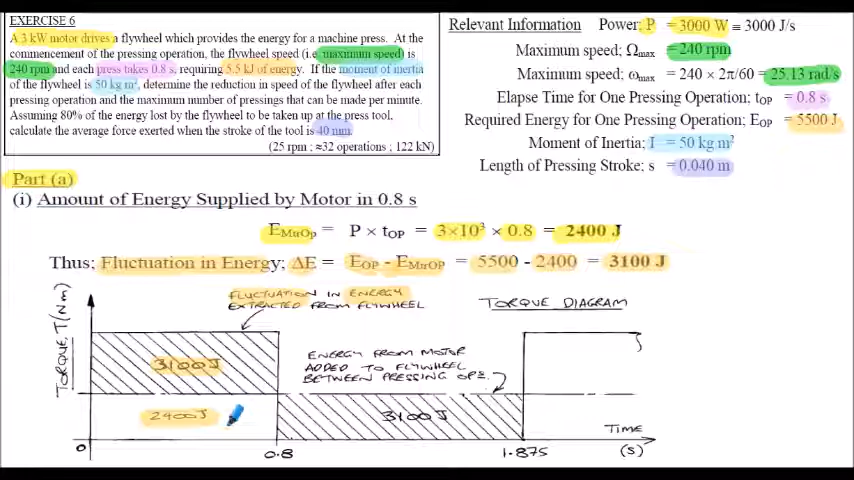 EXERCISE 6
A 3 kW motor drives a flywheel which provides the energy for a machine press. At the
commencement of the pressing operation, the flywheel speed (i.e. maximum speed) is
240 rpm and each press takes 0.8 s, requiring 5.5 kJ of energy. If the moment of inertia
of the flywheel is 50 kg m², determine the reduction in speed of the flywheel after each
pressing operation and the maximum number of pressings that can be made per minute.
Assuming 80% of the energy lost by the flywheel to be taken up at the press tool,
calculate the average force exerted when the stroke of the tool is 40 mm.
(25 rpm ; ≈32 operations ; 122 kN)
Relevant Information Power; P = 3000 W ≡ 3000 J/s
Maximum speed; Ωmax = 240 rpm
Maximum speed; ωmax = 240 × 2π/60 = 25.13 rad/s
Elapse Time for One Pressing Operation; tOP = 0.8 s
Required Energy for One Pressing Operation; EOP = 5500 J
Moment of Inertia; I = 50 kg m²
Length of Pressing Stroke; s = 0.040 m
Part (a)
(i) Amount of Energy Supplied by Motor in 0.8 s
EMtrOp = P × tOP = 3×10³ × 0.8 = 2400 J
Thus; Fluctuation in Energy; ΔE = EOP - EMtrOp = 5500 - 2400 = 3100 J
FLUCTUATION IN ENERGY
EXTRACTED FROM FLYWHEEL
TORQUE DIAGRAM
TORQUE, T (Nm)
3100J
ENERGY FROM MOTOR
ADDED TO FLYWHEEL
BETWEEN PRESSING OPS.
2400J
3100J
TIME
(s)
0
0.8
1.875